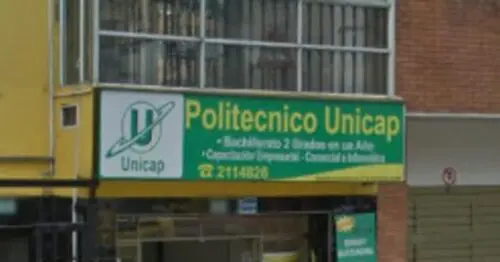 U
Unicap
Politecnico Unicap
• Bachillerato 2 Grados en un Año
• Capacitación Empresarial - Comercial e Informática
☎ 2114826